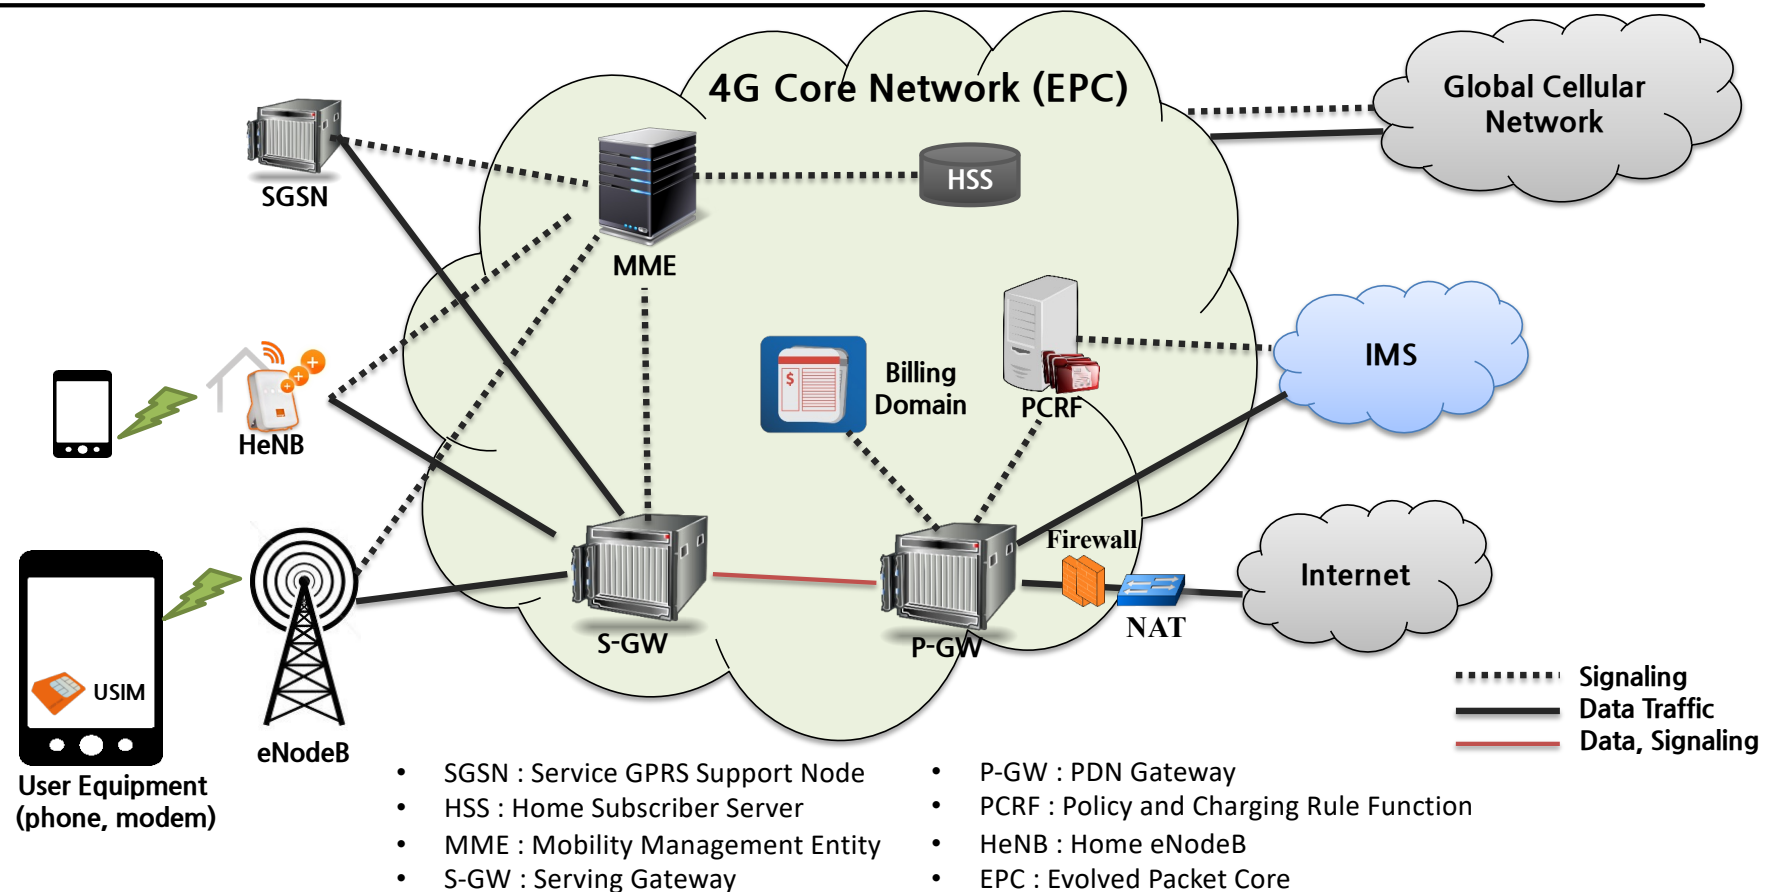 4G Core Network (EPC)
Global Cellular
Network
SGSN
HSS
MME
IMS
$
Billing
Domain
PCRF
HeNB
Firewall
Internet
NAT
S-GW
P-GW
USIM
eNodeB
Signaling
Data Traffic
Data, Signaling
User Equipment
(phone, modem)
• SGSN : Service GPRS Support Node
• HSS : Home Subscriber Server
• MME : Mobility Management Entity
• S-GW : Serving Gateway
• P-GW : PDN Gateway
• PCRF : Policy and Charging Rule Function
• HeNB : Home eNodeB
• EPC : Evolved Packet Core